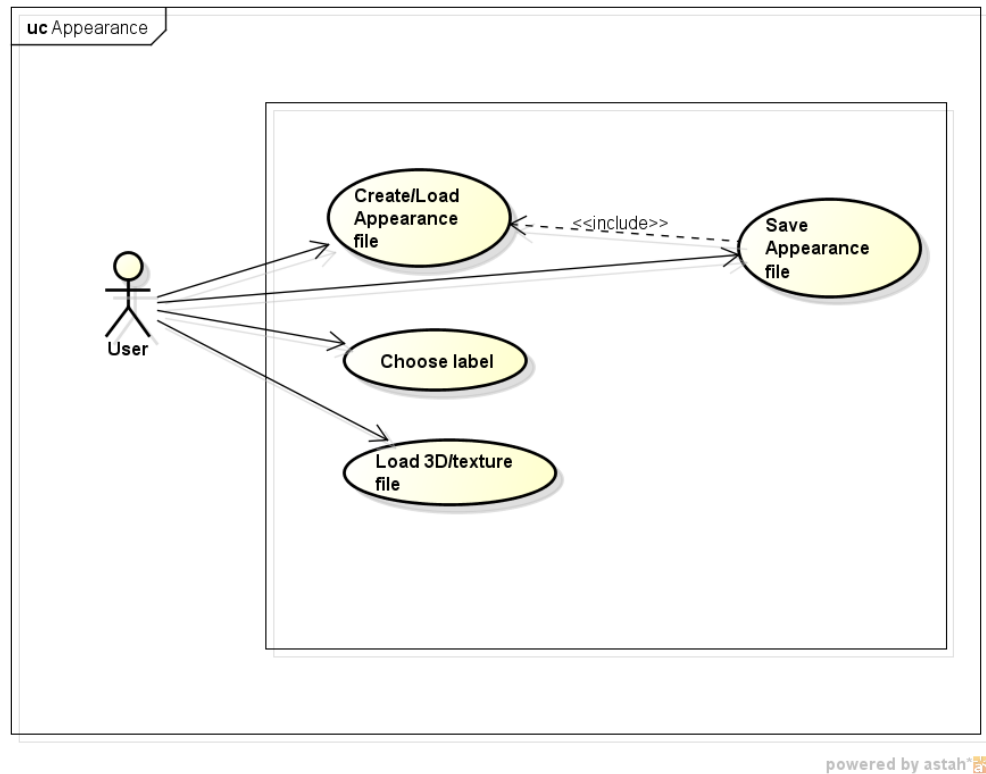 uc Appearance
Create/Load
Appearance
file
<<include>>
Save
Appearance
file
User
Choose label
Load 3D/texture
file
powered by astah*